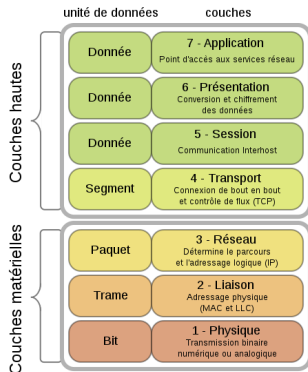 unité de données couches
Couches hautes
Donnée
7 - Application
Point d'accès aux services réseau
Donnée
6 - Présentation
Conversion et chiffrement
des données
Donnée
5 - Session
Communication Interhost
Segment
4 - Transport
Connexion de bout en bout
et contrôle de flux (TCP)
Couches matérielles
Paquet
3 - Réseau
Détermine le parcours
et l'adressage logique (IP)
Trame
2 - Liaison
Adressage physique
(MAC et LLC)
Bit
1 - Physique
Transmission binaire
numérique ou analogique